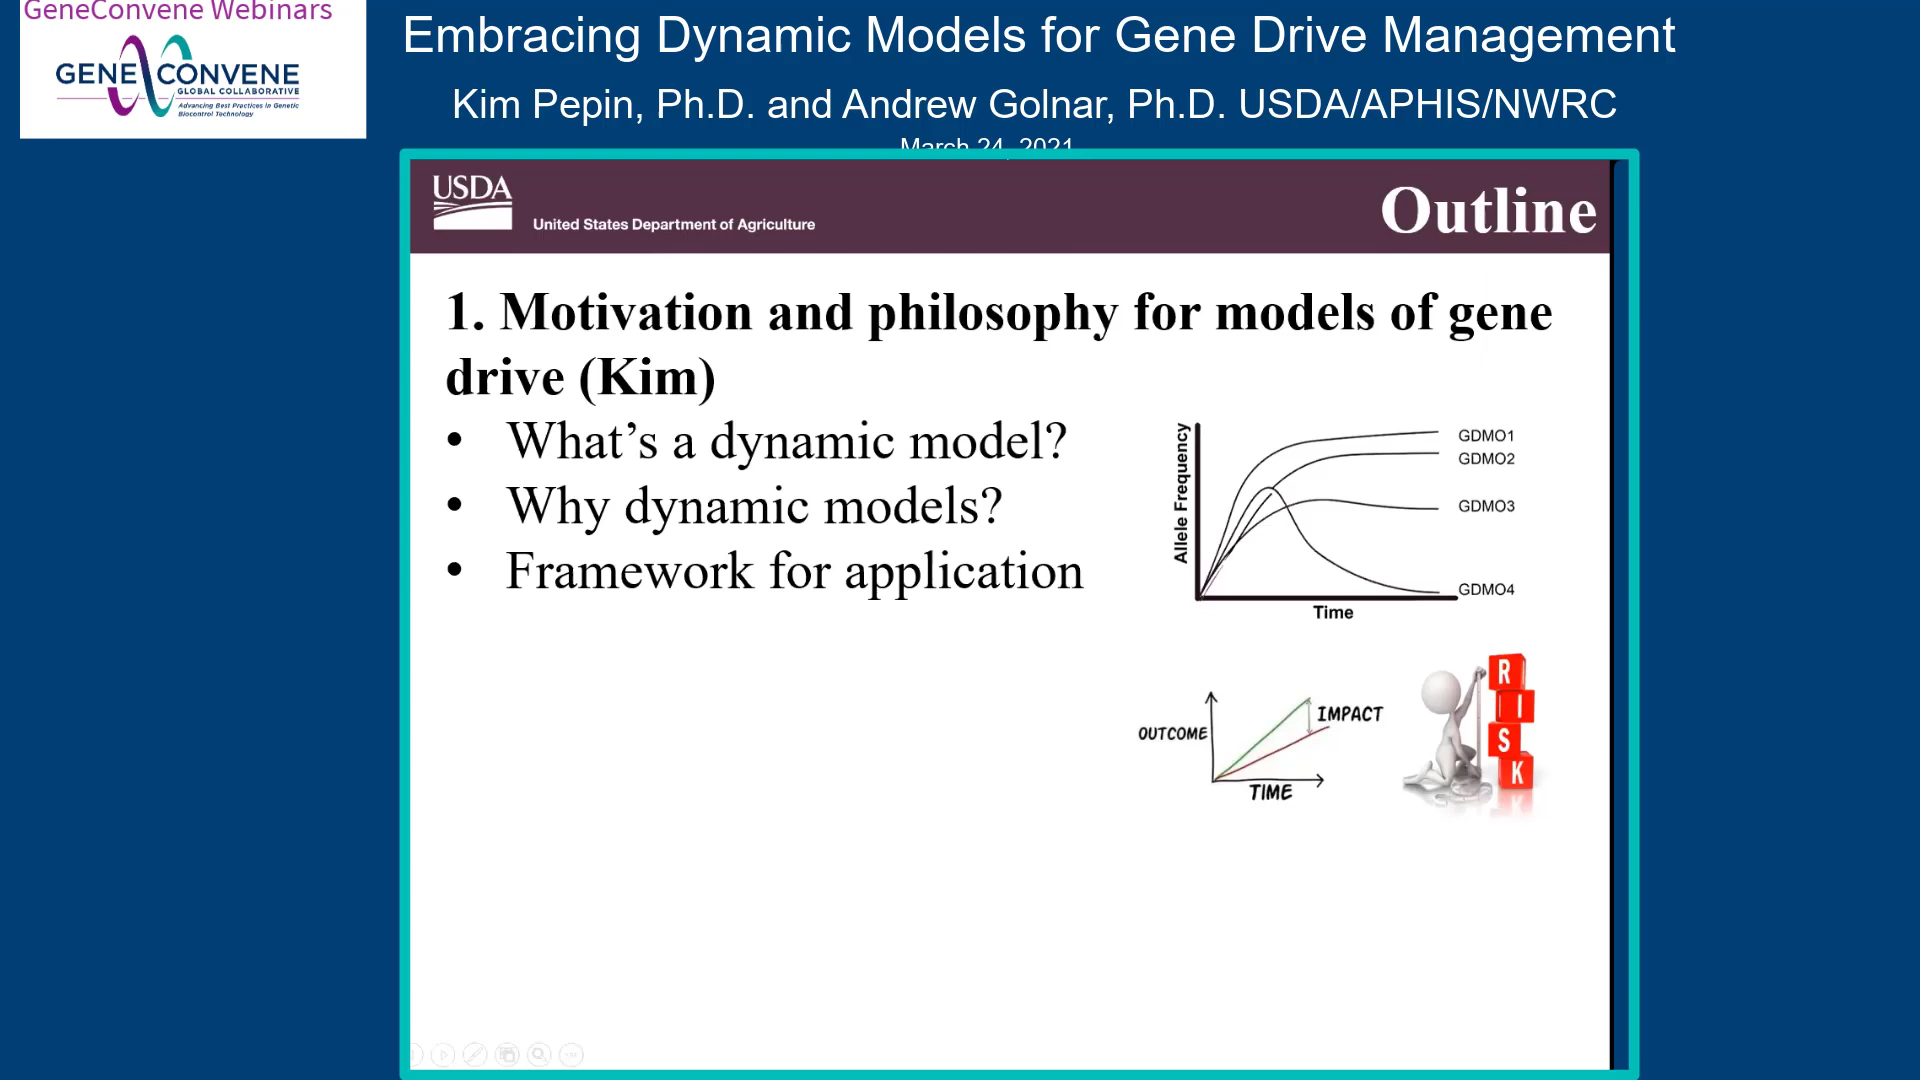 GeneConvene Webinars
GENE CONVENE
GLOBAL COLLABORATIVE
Advancing Best Practices in Genetic
Biocontrol Technology
Embracing Dynamic Models for Gene Drive Management
Kim Pepin, Ph.D. and Andrew Golnar, Ph.D. USDA/APHIS/NWRC
March 24, 2021
USDA
United States Department of Agriculture
Outline
1. Motivation and philosophy for models of gene
drive (Kim)
• What’s a dynamic model?
• Why dynamic models?
• Framework for application
Allele Frequency
GDMO1
GDMO2
GDMO3
GDMO4
Time
OUTCOME
IMPACT
TIME
R
I
S
K